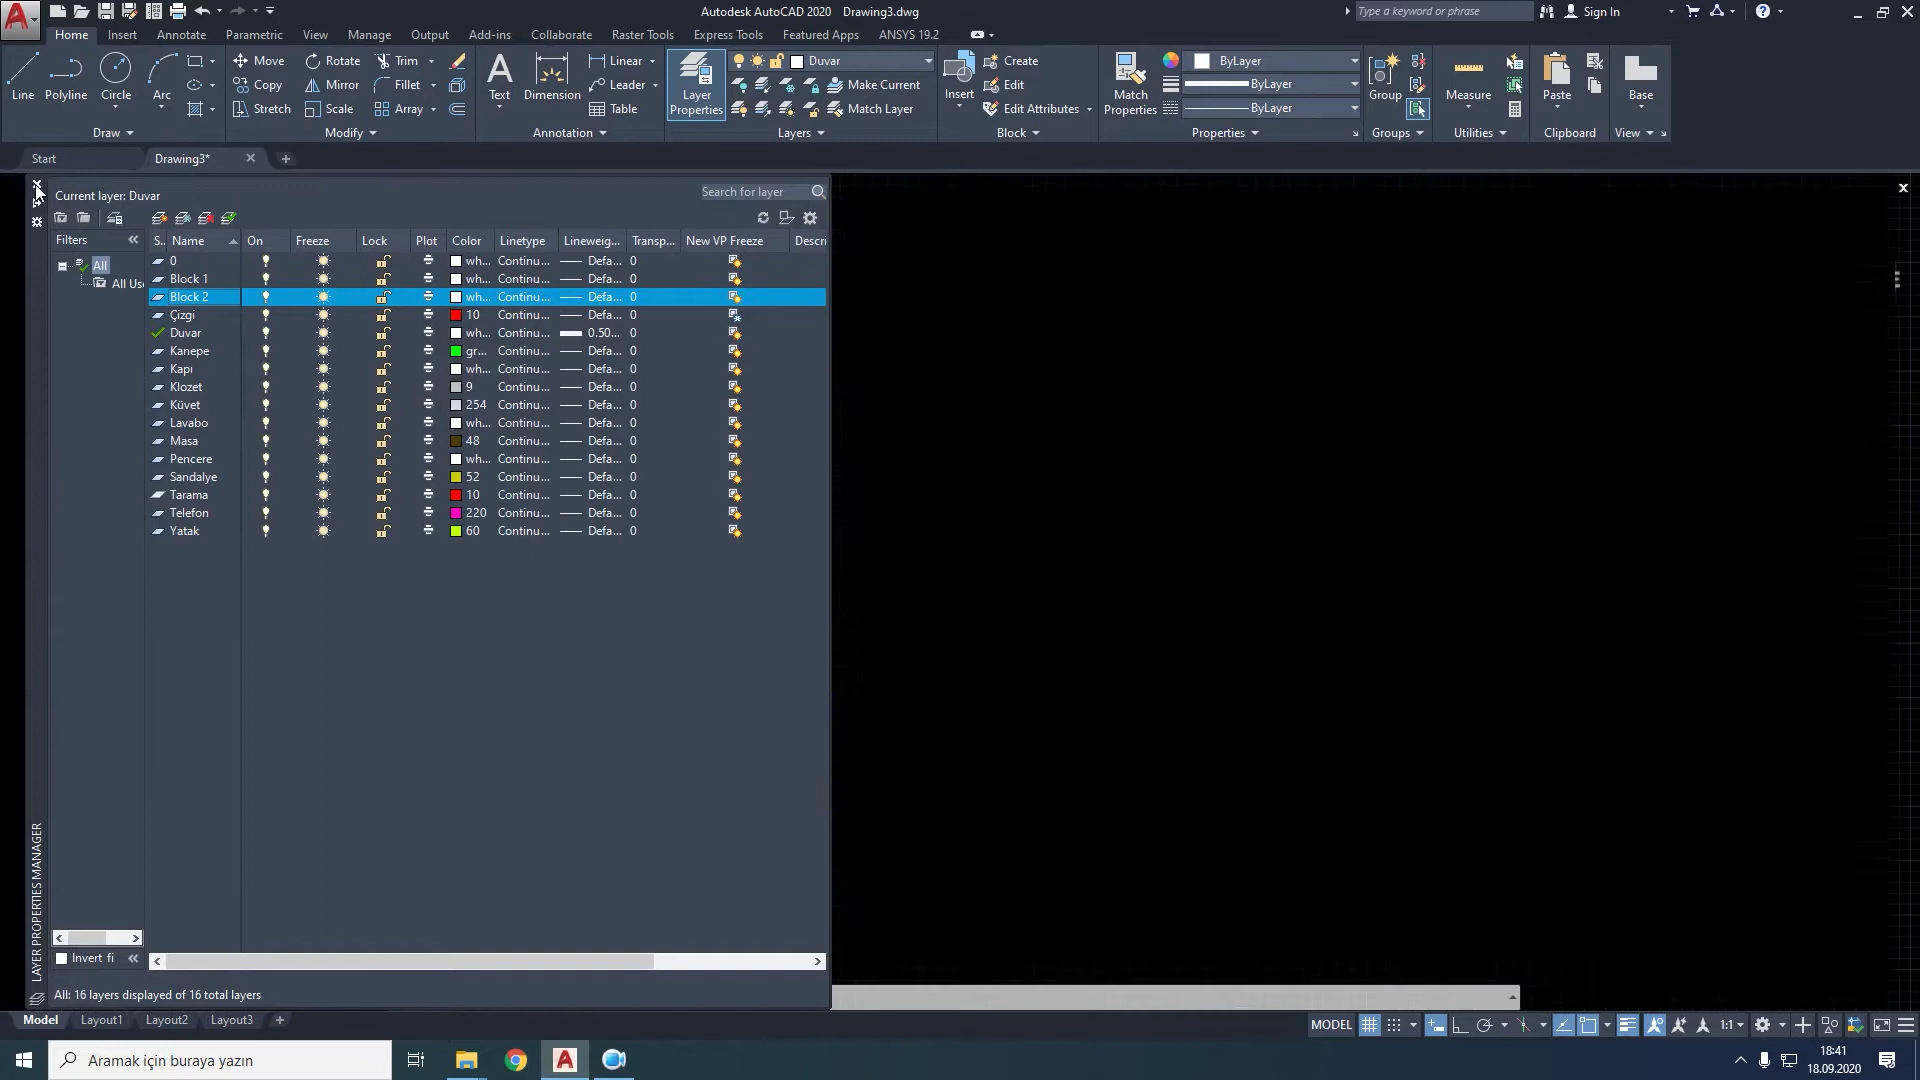 Autodesk AutoCAD 2020 Drawing3.dwg
Type a keyword or phrase
Sign In
Home Insert Annotate Parametric View Manage Output Add-ins Collaborate Raster Tools Express Tools Featured Apps ANSYS 19.2
Line Polyline Circle Arc
Draw
Move Rotate Trim
Copy Mirror Fillet
Stretch Scale Array
Modify
Text Dimension
Linear
Leader
Table
Annotation
Layer Properties
Duvar
Make Current
Match Layer
Layers
Insert
Create
Edit
Edit Attributes
Block
Match Properties
ByLayer
ByLayer
ByLayer
Properties
Group
Groups
Measure
Utilities
Paste
Clipboard
Base
View
Start Drawing3*
Current layer: Duvar
Search for layer
Filters
All
All Us
S.. Name On Freeze Lock Plot Color Linetype Lineweig... Transp... New VP Freeze Descri
0 wh... Continu... Defa... 0
Block 1 wh... Continu... Defa... 0
Block 2 wh... Continu... Defa... 0
Çizgi 10 Continu... Defa... 0
Duvar wh... Continu... 0.50... 0
Kanepe gr... Continu... Defa... 0
Kapı wh... Continu... Defa... 0
Klozet 9 Continu... Defa... 0
Küvet 254 Continu... Defa... 0
Lavabo wh... Continu... Defa... 0
Masa 48 Continu... Defa... 0
Pencere wh... Continu... Defa... 0
Sandalye 52 Continu... Defa... 0
Tarama 10 Continu... Defa... 0
Telefon 220 Continu... Defa... 0
Yatak 60 Continu... Defa... 0
LAYER PROPERTIES MANAGER
Invert fi
All: 16 layers displayed of 16 total layers
Model Layout1 Layout2 Layout3
MODEL 1:1
Aramak için buraya yazın
18:41
18.09.2020